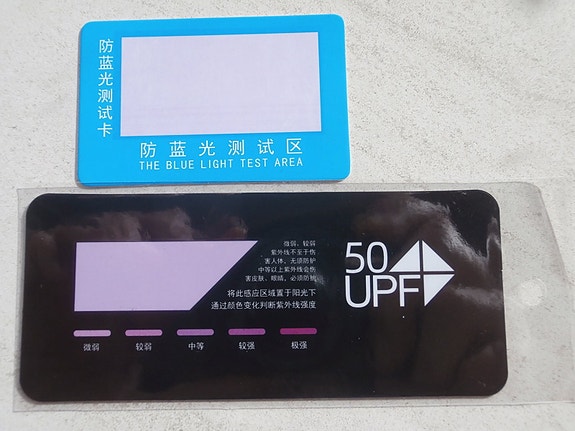 防蓝光测试卡
防蓝光测试区
THE BLUE LIGHT TEST AREA
微弱、较弱
紫外线不至于伤
害人体，无须防护
中等以上紫外线会伤
害皮肤、眼睛，必须防护
将此感应区域置于阳光下
通过颜色变化判断紫外线强度
50
UPF
微弱 较弱 中等 较强 极强